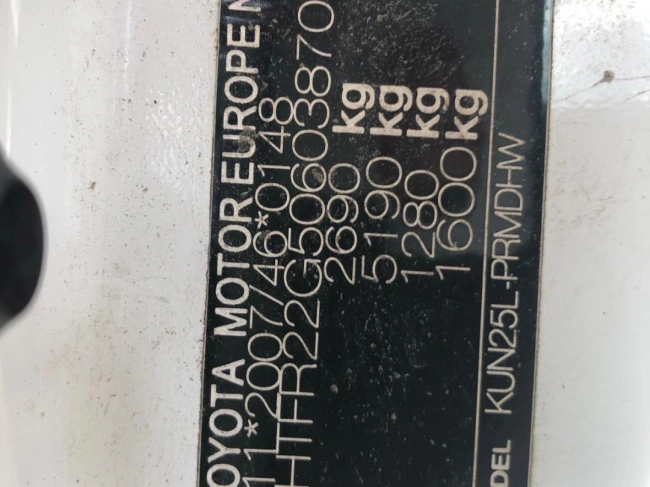 OYOTA MOTOR EUROPE N
11*2007/46*0148
HTFR22G50603870
2690 kg
5190 kg
1280 kg
1600 kg
DEL KUN25L-PRMDHW